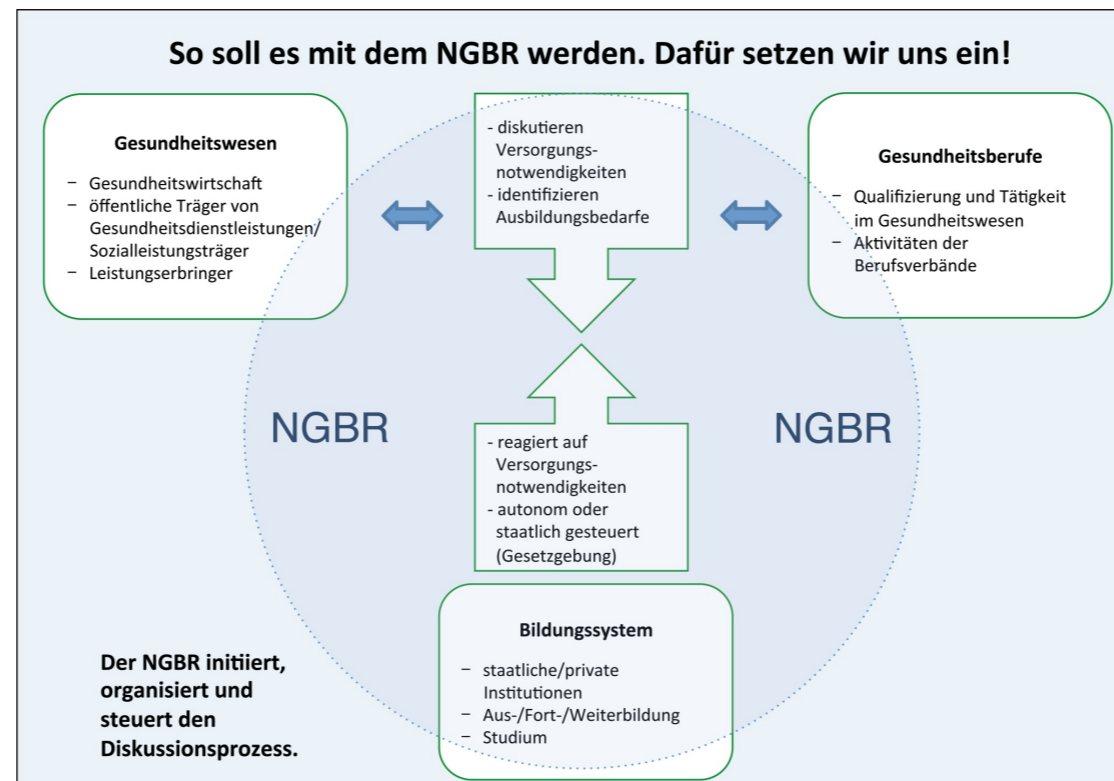 So soll es mit dem NGBR werden. Dafür setzen wir uns ein!
Gesundheitswesen
– Gesundheitswirtschaft
– öffentliche Träger von
Gesundheitsdienstleistungen/
Sozialleistungsträger
– Leistungserbringer
- diskutieren
Versorgungs-
notwendigkeiten
- identifizieren
Ausbildungsbedarfe
Gesundheitsberufe
– Qualifizierung und Tätigkeit
im Gesundheitswesen
– Aktivitäten der
Berufsverbände
NGBR
NGBR
- reagiert auf
Versorgungs-
notwendigkeiten
- autonom oder
staatlich gesteuert
(Gesetzgebung)
Bildungssystem
– staatliche/private
Institutionen
– Aus-/Fort-/Weiterbildung
– Studium
Der NGBR initiiert,
organisiert und
steuert den
Diskussionsprozess.